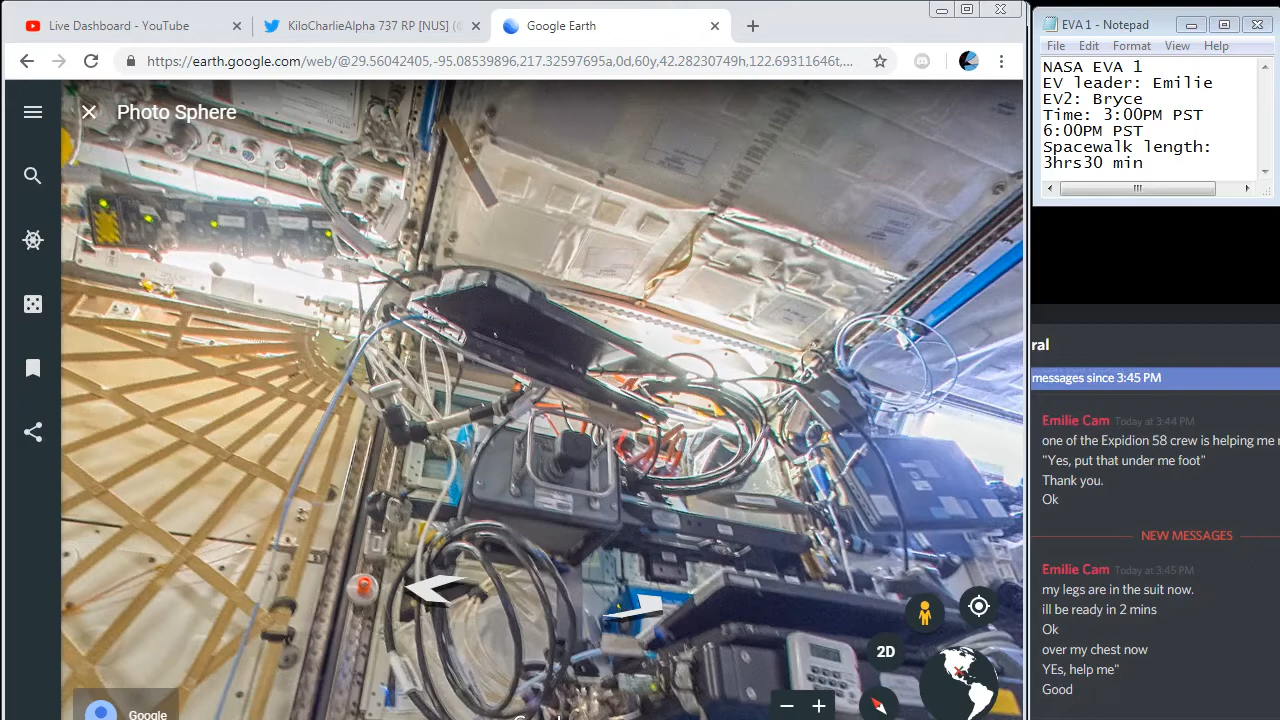 Live Dashboard - YouTube
KiloCharlieAlpha 737 RP [NUS] (
Google Earth
https://earth.google.com/web/@29.56042405,-95.08539896,217.32597695a,0d,60y,42.28230749h,122.69311646t,...
Photo Sphere
2D
Google
EVA 1 - Notepad
File Edit Format View Help
NASA EVA 1
EV leader: Emilie
EV2: Bryce
Time: 3:00PM PST
6:00PM PST
Spacewalk length:
3hrs30 min
ral
messages since 3:45 PM
Emilie Cam Today at 3:44 PM
one of the Expidion 58 crew is helping me
"Yes, put that under me foot"
Thank you.
Ok
NEW MESSAGES
Emilie Cam Today at 3:45 PM
my legs are in the suit now.
ill be ready in 2 mins
Ok
over my chest now
YEs, help me"
Good